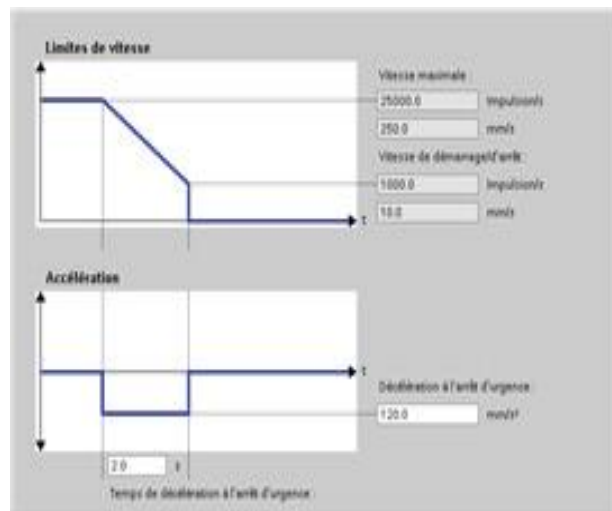 Limites de vitesse
Vitesse maximale
25000.0 Impulsion/s
250.0 mm/s
Vitesse de démarrage/d'arrêt:
1000.0 Impulsion/s
10.0 mm/s
t
Accélération
t
Décélération à l'arrêt d'urgence:
120.0 mm/s²
2.0 s
Temps de décélération à l'arrêt d'urgence: